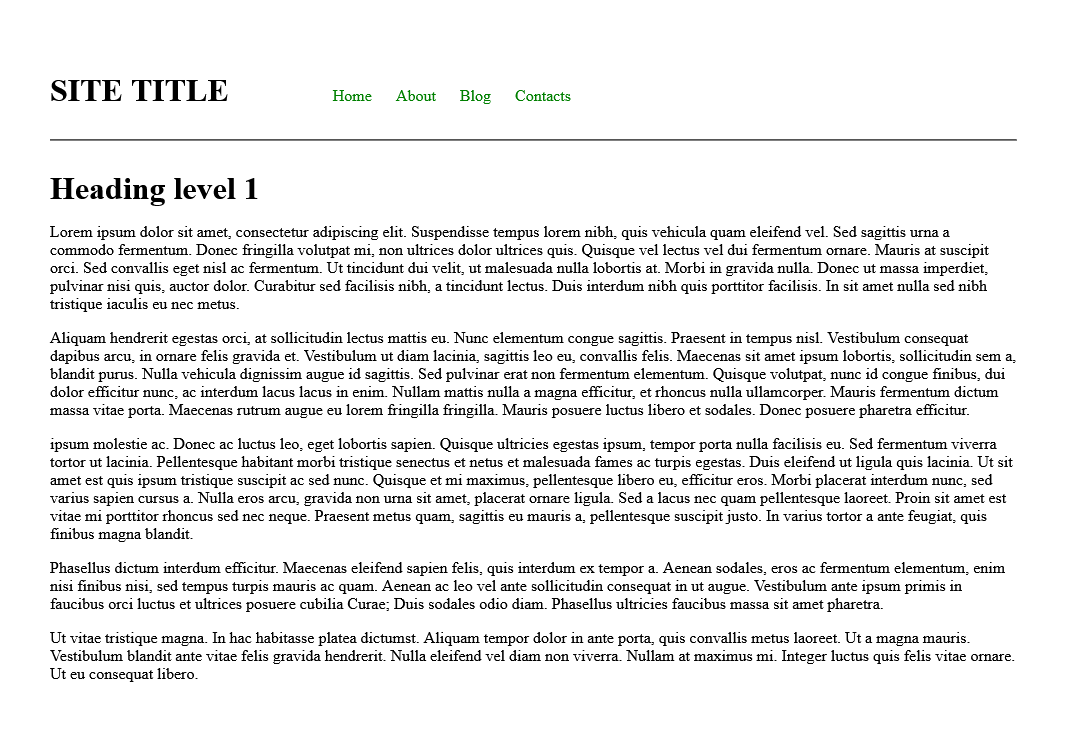 SITE TITLE
Home About Blog Contacts
Heading level 1
Lorem ipsum dolor sit amet, consectetur adipiscing elit. Suspendisse tempus lorem nibh, quis vehicula quam eleifend vel. Sed sagittis urna a
commodo fermentum. Donec fringilla volutpat mi, non ultrices dolor ultrices quis. Quisque vel lectus vel dui fermentum ornare. Mauris at suscipit
orci. Sed convallis eget nisl ac fermentum. Ut tincidunt dui velit, ut malesuada nulla lobortis at. Morbi in gravida nulla. Donec ut massa imperdiet,
pulvinar nisi quis, auctor dolor. Curabitur sed facilisis nibh, a tincidunt lectus. Duis interdum nibh quis porttitor facilisis. In sit amet nulla sed nibh
tristique iaculis eu nec metus.
Aliquam hendrerit egestas orci, at sollicitudin lectus mattis eu. Nunc elementum congue sagittis. Praesent in tempus nisl. Vestibulum consequat
dapibus arcu, in ornare felis gravida et. Vestibulum ut diam lacinia, sagittis leo eu, convallis felis. Maecenas sit amet ipsum lobortis, sollicitudin sem a,
blandit purus. Nulla vehicula dignissim augue id sagittis. Sed pulvinar erat non fermentum elementum. Quisque volutpat, nunc id congue finibus, dui
dolor efficitur nunc, ac interdum lacus lacus in enim. Nullam mattis nulla a magna efficitur, et rhoncus nulla ullamcorper. Mauris fermentum dictum
massa vitae porta. Maecenas rutrum augue eu lorem fringilla fringilla. Mauris posuere luctus libero et sodales. Donec posuere pharetra efficitur.
ipsum molestie ac. Donec ac luctus leo, eget lobortis sapien. Quisque ultricies egestas ipsum, tempor porta nulla facilisis eu. Sed fermentum viverra
tortor ut lacinia. Pellentesque habitant morbi tristique senectus et netus et malesuada fames ac turpis egestas. Duis eleifend ut ligula quis lacinia. Ut sit
amet est quis ipsum tristique suscipit ac sed nunc. Quisque et mi maximus, pellentesque libero eu, efficitur eros. Morbi placerat interdum nunc, sed
varius sapien cursus a. Nulla eros arcu, gravida non urna sit amet, placerat ornare ligula. Sed a lacus nec quam pellentesque laoreet. Proin sit amet est
vitae mi porttitor rhoncus sed nec neque. Praesent metus quam, sagittis eu mauris a, pellentesque suscipit justo. In varius tortor a ante feugiat, quis
finibus magna blandit.
Phasellus dictum interdum efficitur. Maecenas eleifend sapien felis, quis interdum ex tempor a. Aenean sodales, eros ac fermentum elementum, enim
nisi finibus nisi, sed tempus turpis mauris ac quam. Aenean ac leo vel ante sollicitudin consequat in ut augue. Vestibulum ante ipsum primis in
faucibus orci luctus et ultrices posuere cubilia Curae; Duis sodales odio diam. Phasellus ultricies faucibus massa sit amet pharetra.
Ut vitae tristique magna. In hac habitasse platea dictumst. Aliquam tempor dolor in ante porta, quis convallis metus laoreet. Ut a magna mauris.
Vestibulum blandit ante vitae felis gravida hendrerit. Nulla eleifend vel diam non viverra. Nullam at maximus mi. Integer luctus quis felis vitae ornare.
Ut eu consequat libero.